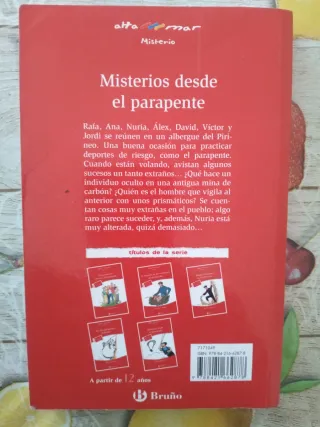 alta mar
Misterio
Misterios desde
el parapente
Rafa, Ana, Nuria, Álex, David, Víctor y
Jordi se reúnen en un albergue del Piri-
neo. Una buena ocasión para practicar
deportes de riesgo, como el parapente.
Cuando están volando, avistan algunos
sucesos un tanto extraños... ¿Qué hace un
individuo oculto en una antigua mina de
carbón? ¿Quién es el hombre que vigila al
anterior con unos prismáticos? Se cuen-
tan cosas muy extrañas en el pueblo; algo
raro parece suceder, y, además, Nuria está
muy alterada, quizá demasiado...
títulos de la serie
A partir de 12 años
Bruño